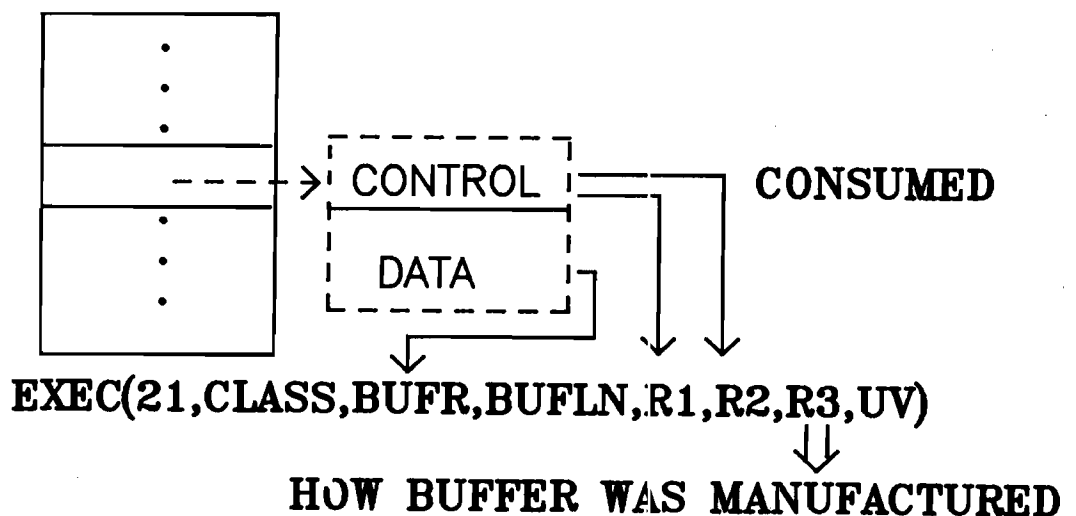 CONTROL
CONSUMED
DATA
EXEC(21,CLASS,BUFR,BUFLN,R1,R2,R3,UV)
HOW BUFFER WAS MANUFACTURED